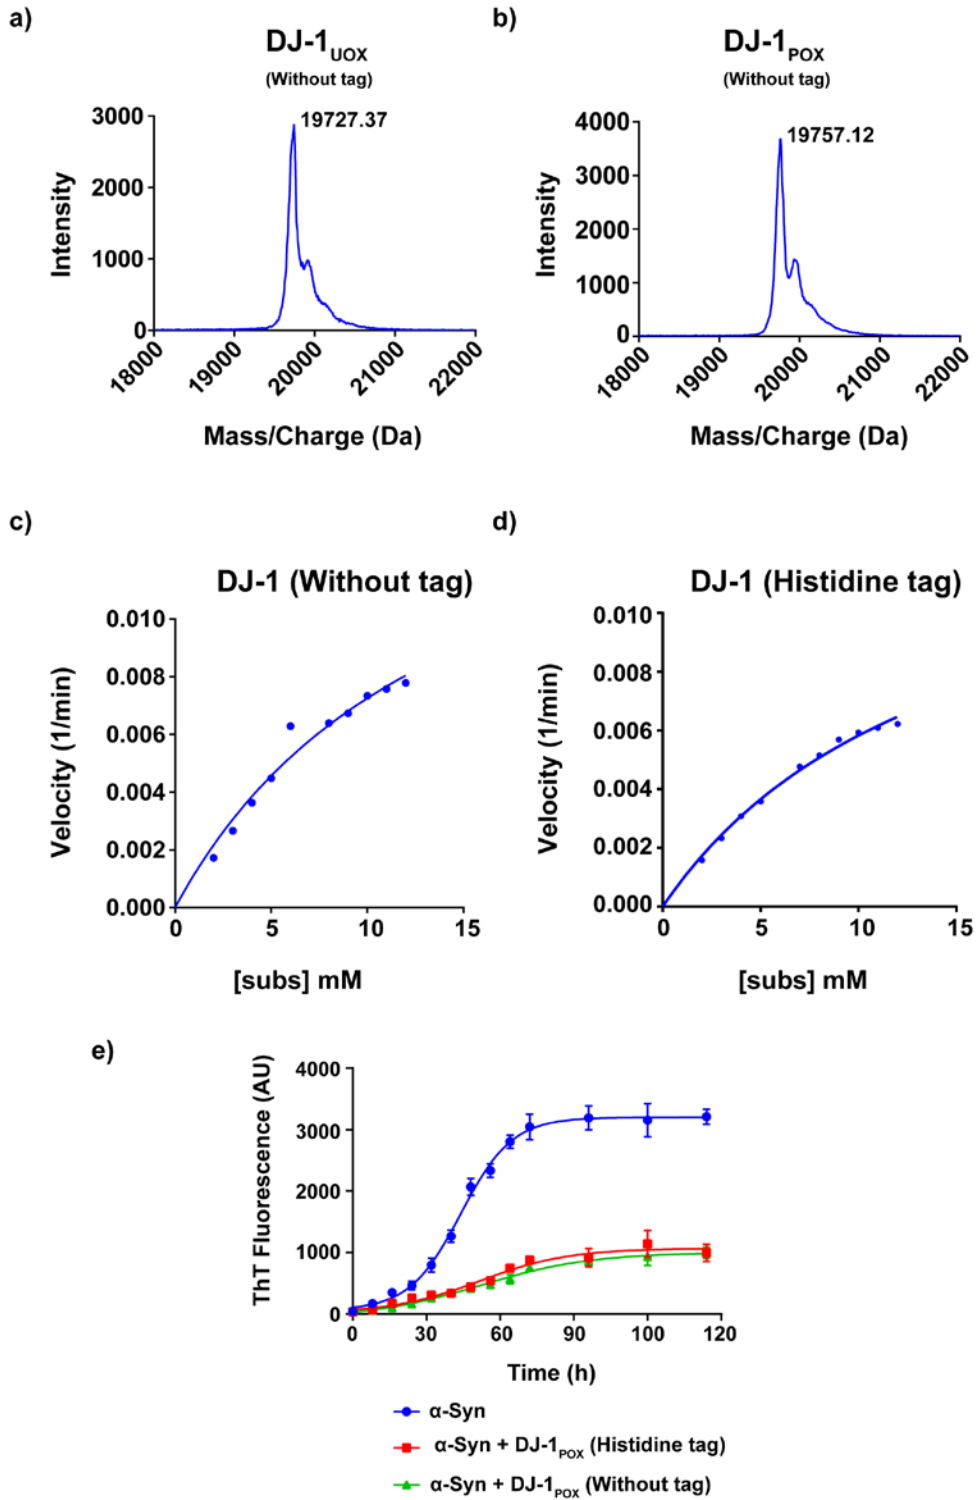 a)
DJ-1UOX
(Without tag)
19727.37
3000
2000
1000
0
Intensity
18000
19000
20000
21000
22000
Mass/Charge (Da)
b)
DJ-1POX
(Without tag)
19757.12
4000
3000
2000
1000
0
Intensity
18000
19000
20000
21000
22000
Mass/Charge (Da)
c)
DJ-1 (Without tag)
0.010
0.008
0.006
0.004
0.002
0.000
Velocity (1/min)
0
5
10
15
[subs] mM
d)
DJ-1 (Histidine tag)
0.010
0.008
0.006
0.004
0.002
0.000
Velocity (1/min)
0
5
10
15
[subs] mM
e)
4000
3000
2000
1000
0
ThT Fluorescence (AU)
0
30
60
90
100
120
Time (h)
α-Syn
α-Syn + DJ-1POX (Histidine tag)
α-Syn + DJ-1POX (Without tag)